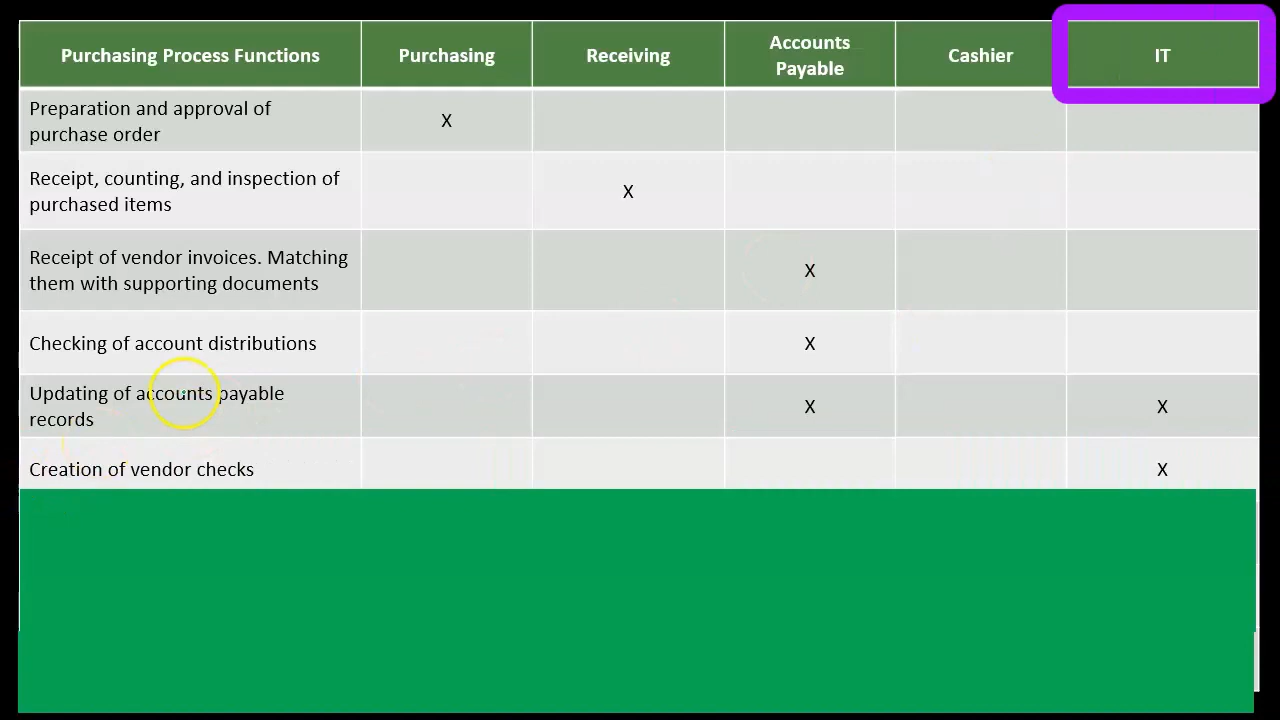 Purchasing Process Functions
Purchasing
Receiving
Accounts
Payable
Cashier
IT
Preparation and approval of
purchase order
X
Receipt, counting, and inspection of
purchased items
X
Receipt of vendor invoices. Matching
them with supporting documents
X
Checking of account distributions
X
Updating of accounts payable
records
X
X
Creation of vendor checks
X